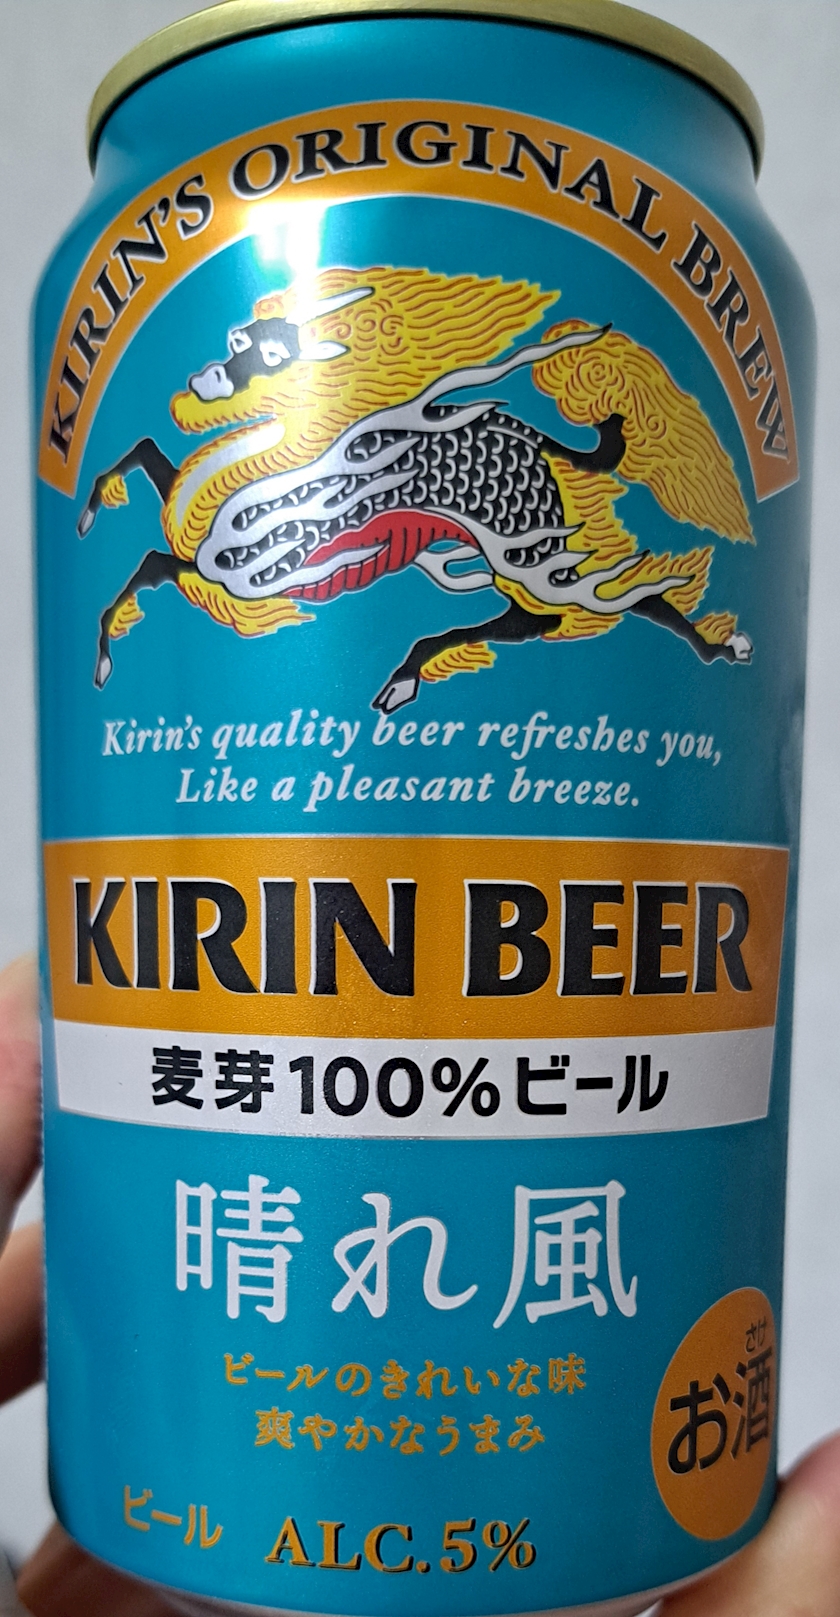 KIRIN'S ORIGINAL BREW
Kirin's quality beer refreshes you,
Like a pleasant breeze.
KIRIN BEER
麦芽100%ビール
晴れ風
ビールのきれいな味
爽やかなうまみ
さけ
お酒
ビール ALC.5%